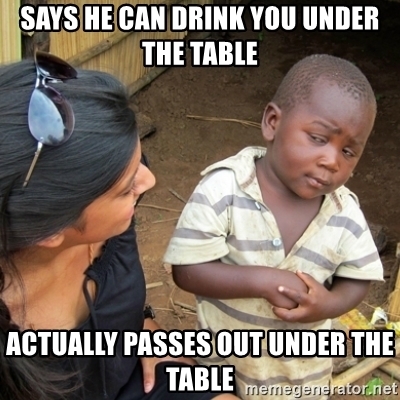 SAYS HE CAN DRINK YOU UNDER
THE TABLE
ACTUALLY PASSES OUT UNDER THE
TABLE
memegenerator.net